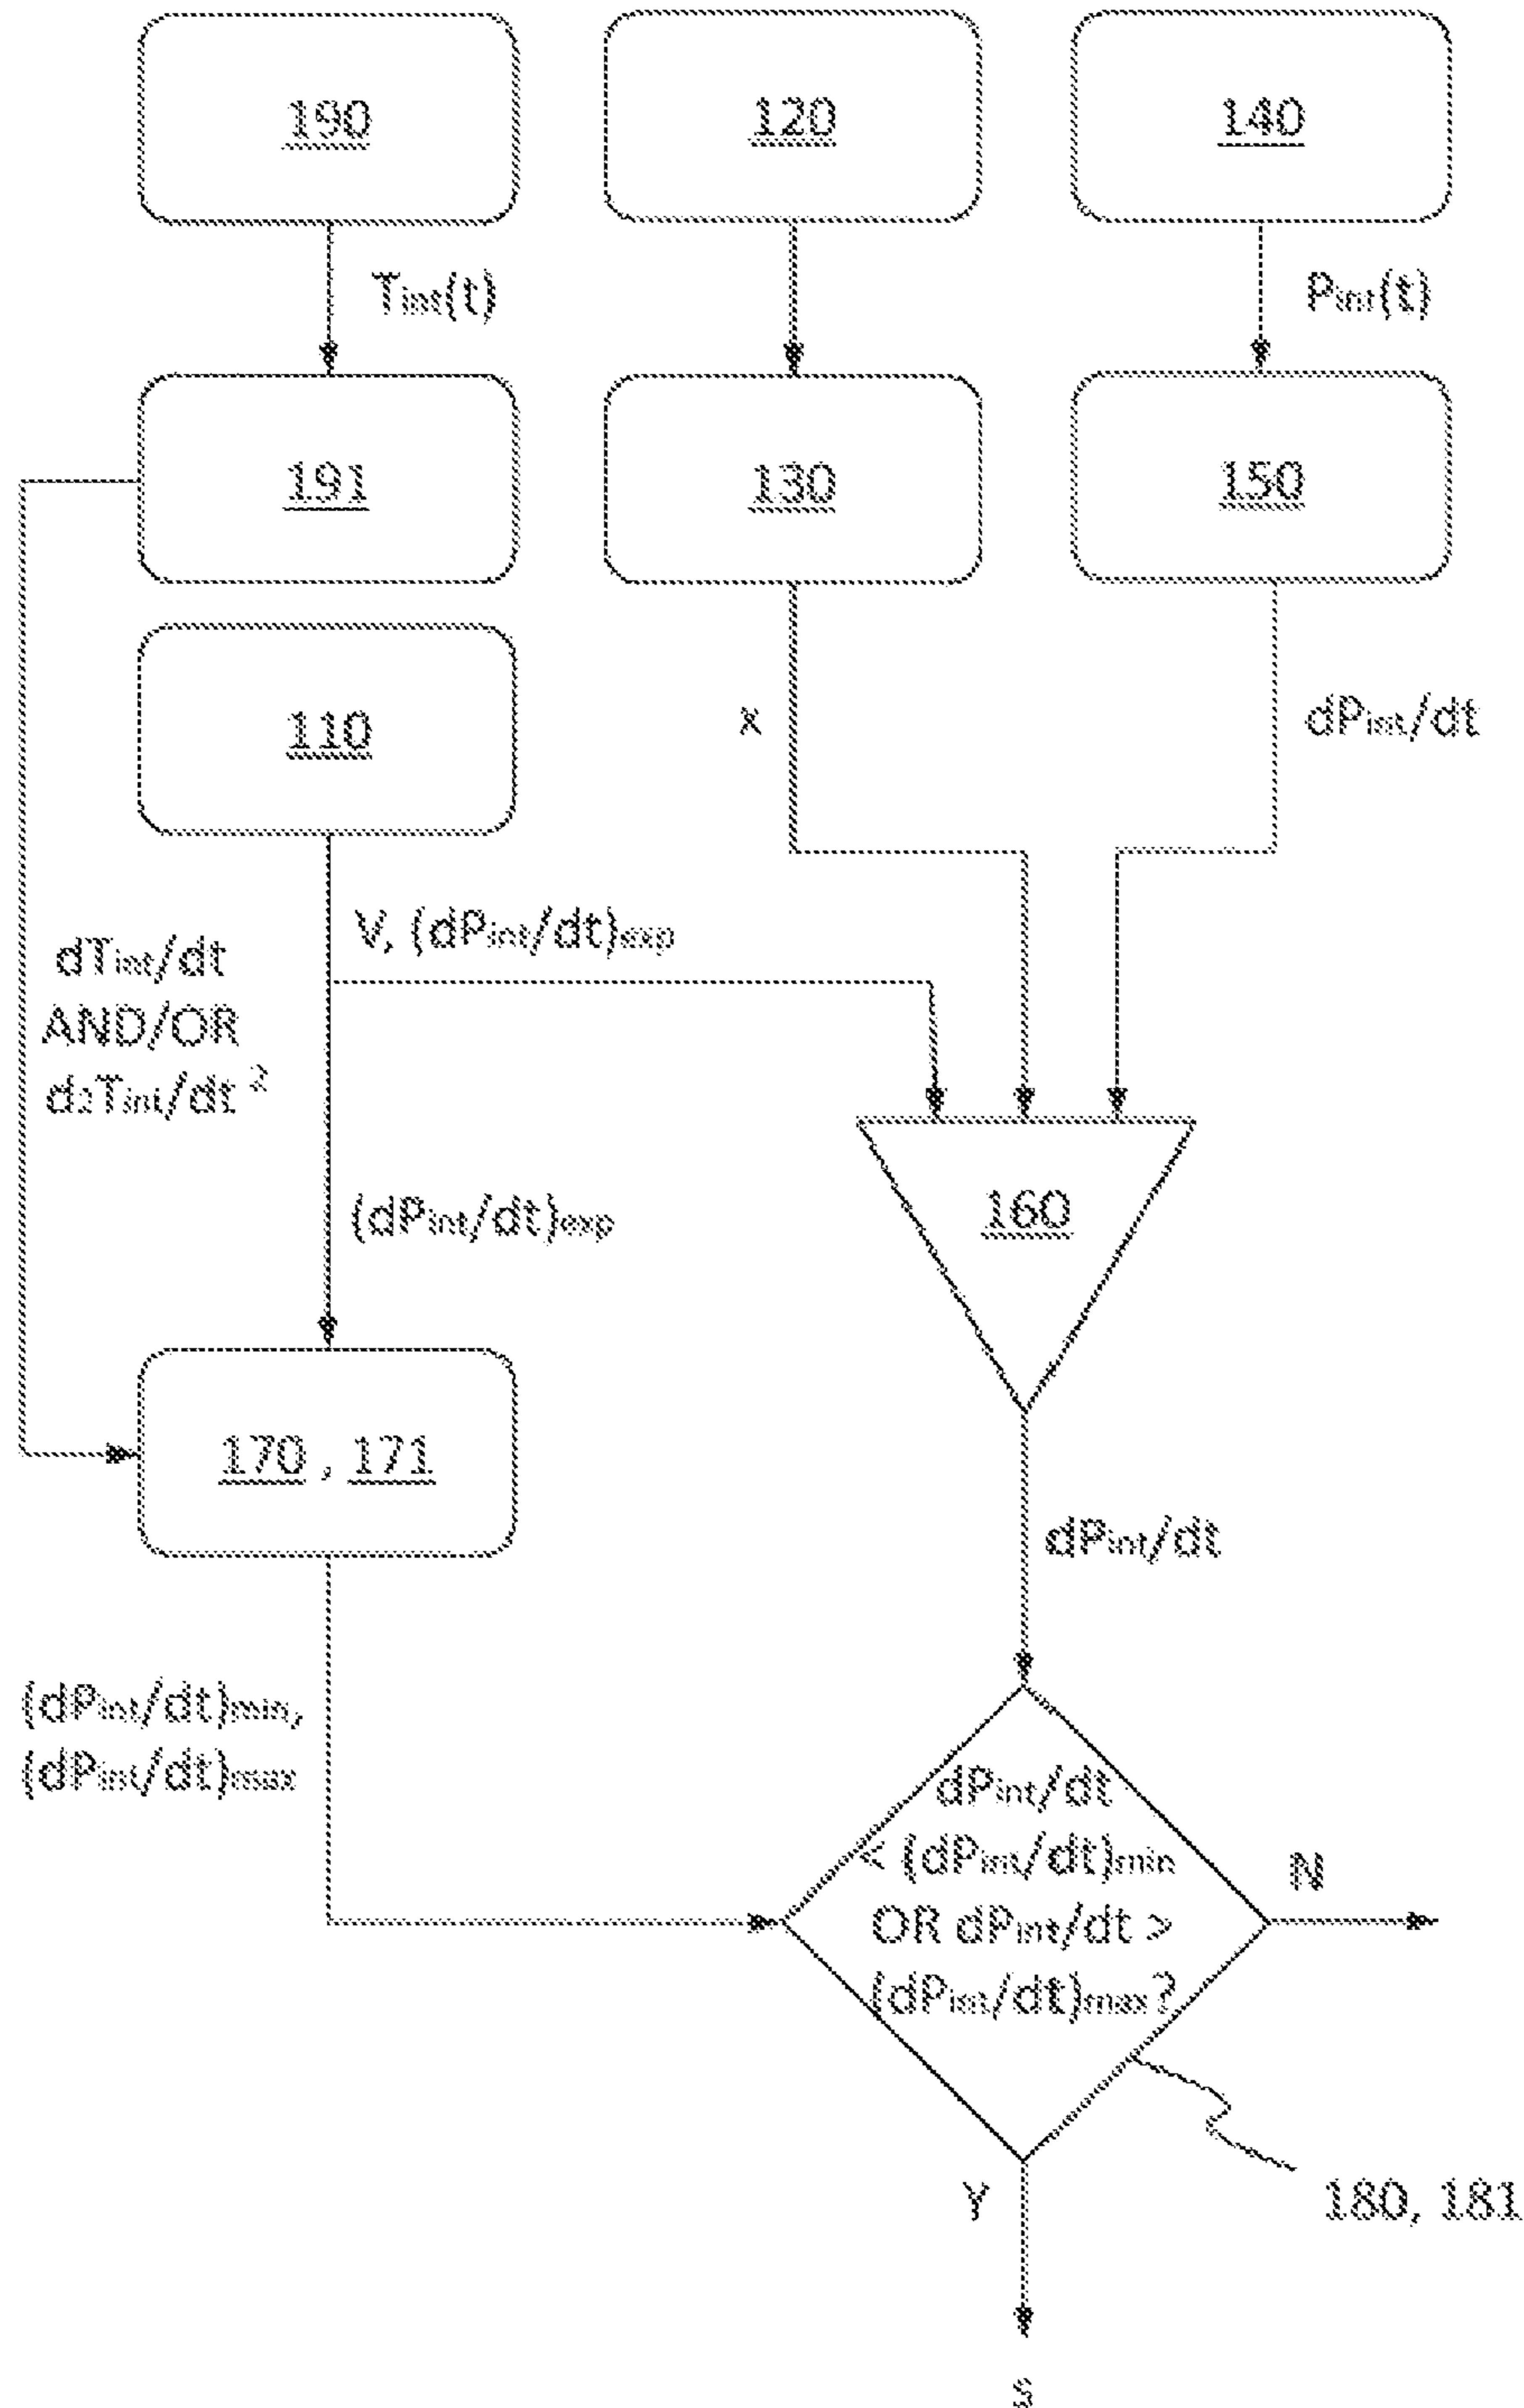 190
120
140
Tint(t)
Pint(t)
191
130
150
110
x
dPint/dt
V, (dPint/dt)exp
dTint/dt
AND/OR
d2Tint/dt 2
160
(dPint/dt)exp
170 , 171
dPint/dt
(dPint/dt)min,
(dPint/dt)max
dPint/dt
< (dPint/dt)min
OR dPint/dt >
(dPint/dt)max?
N
Y
180, 181
s